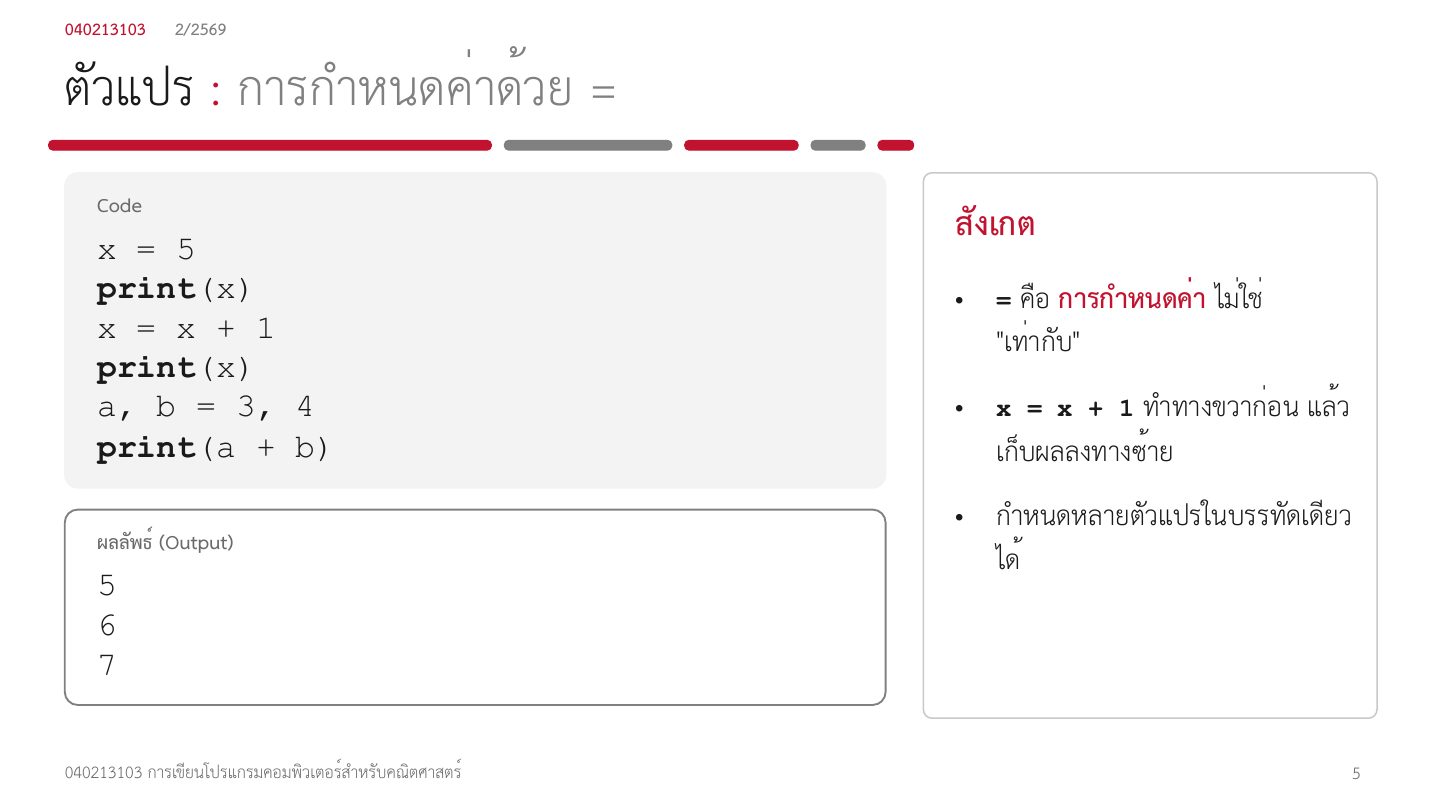 040213103 2/2569
ตัวแปร : การกำหนดค่าด้วย =
Code
x = 5
print(x)
x = x + 1
print(x)
a, b = 3, 4
print(a + b)
ผลลัพธ์ (Output)
5
6
7
สังเกต
• = คือ การกำหนดค่า ไม่ใช่
"เท่ากับ"
• x = x + 1 ทำทางขวาก่อน แล้ว
เก็บผลลงทางซ้าย
• กำหนดหลายตัวแปรในบรรทัดเดียว
ได้
040213103 การเขียนโปรแกรมคอมพิวเตอร์สำหรับคณิตศาสตร์
5